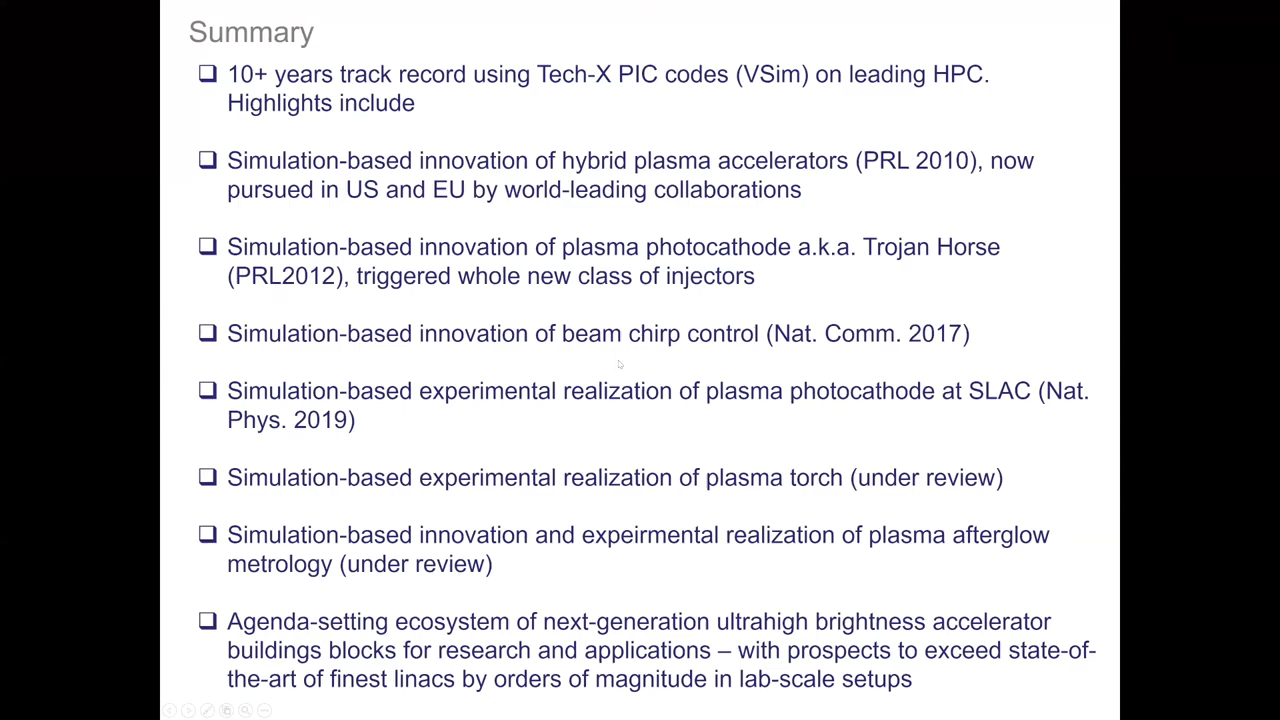 Summary
10+ years track record using Tech-X PIC codes (VSim) on leading HPC.
Highlights include
Simulation-based innovation of hybrid plasma accelerators (PRL 2010), now
pursued in US and EU by world-leading collaborations
Simulation-based innovation of plasma photocathode a.k.a. Trojan Horse
(PRL2012), triggered whole new class of injectors
Simulation-based innovation of beam chirp control (Nat. Comm. 2017)
Simulation-based experimental realization of plasma photocathode at SLAC (Nat.
Phys. 2019)
Simulation-based experimental realization of plasma torch (under review)
Simulation-based innovation and expeirmental realization of plasma afterglow
metrology (under review)
Agenda-setting ecosystem of next-generation ultrahigh brightness accelerator
buildings blocks for research and applications – with prospects to exceed state-of-
the-art of finest linacs by orders of magnitude in lab-scale setups